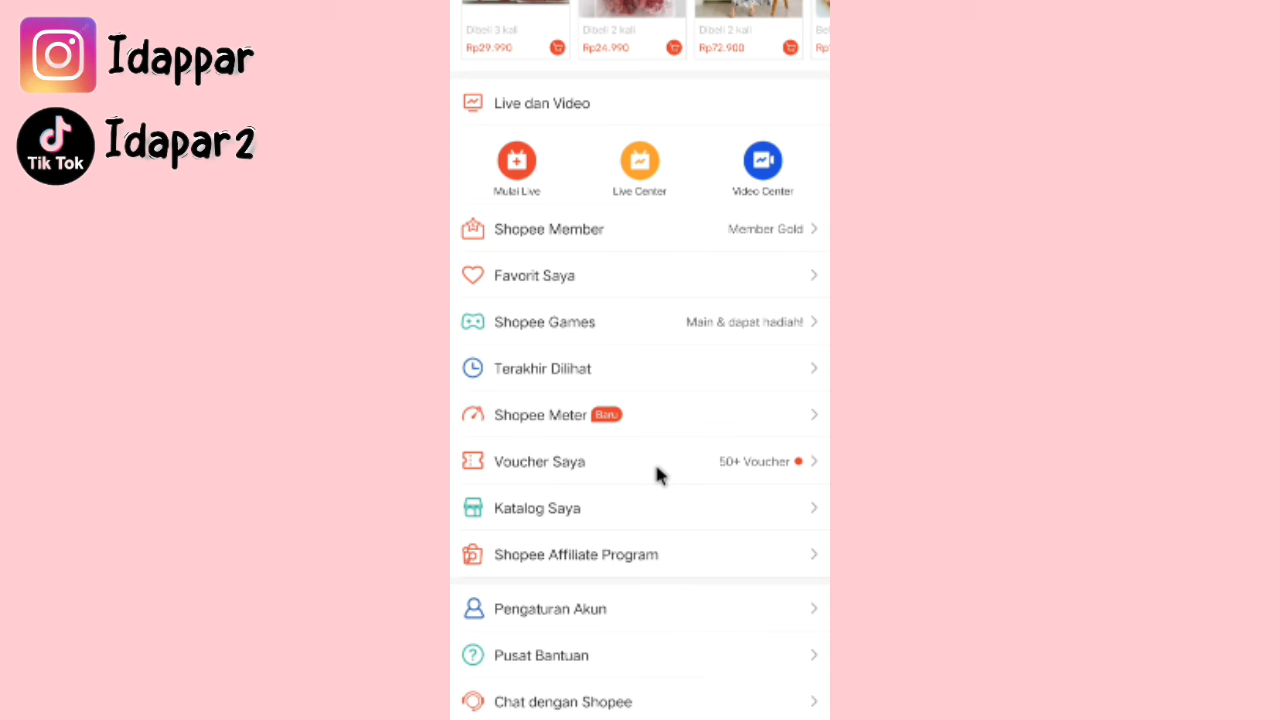 Idappar
Tik Tok
Idapar2
Dibeli 3 kali
Rp29.990
Dibeli 2 kali
Rp24.990
Dibeli 2 kali
Rp72.900
Live dan Video
Mulai Live
Live Center
Video Center
Shopee Member
Member Gold
Favorit Saya
Shopee Games
Main & dapat hadiah!
Terakhir Dilihat
Shopee Meter
Baru
Voucher Saya
50+ Voucher
Katalog Saya
Shopee Affiliate Program
Pengaturan Akun
Pusat Bantuan
Chat dengan Shopee